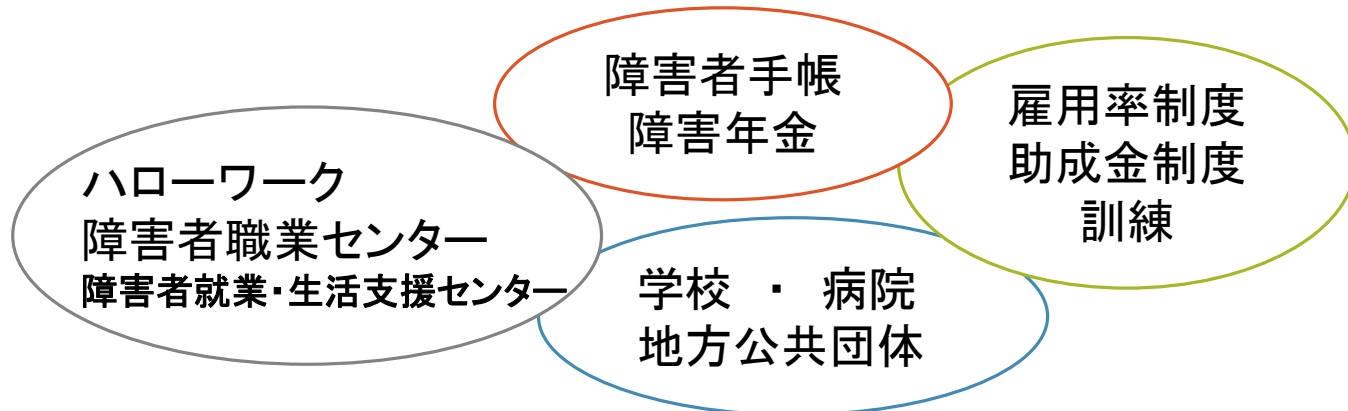 障害者手帳
障害年金
雇用率制度
助成金制度
訓練
ハローワーク
障害者職業センター
障害者就業・生活支援センター
学校 ・ 病院
地方公共団体